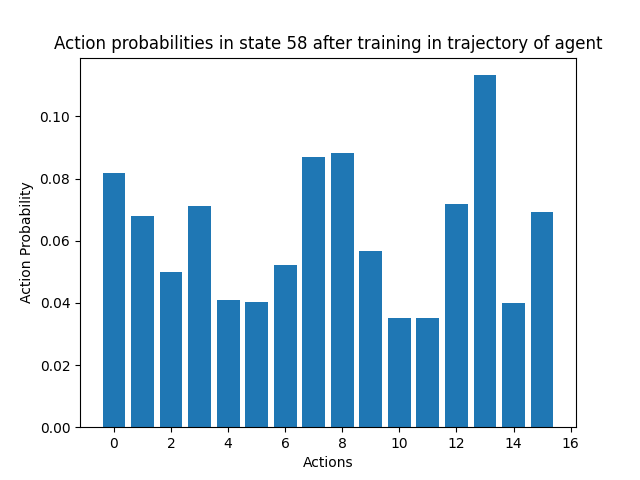 Action probabilities in state 58 after training in trajectory of agent
Action Probability
0.10
0.08
0.06
0.04
0.02
0.00
0 2 4 6 8 10 12 14 16
Actions